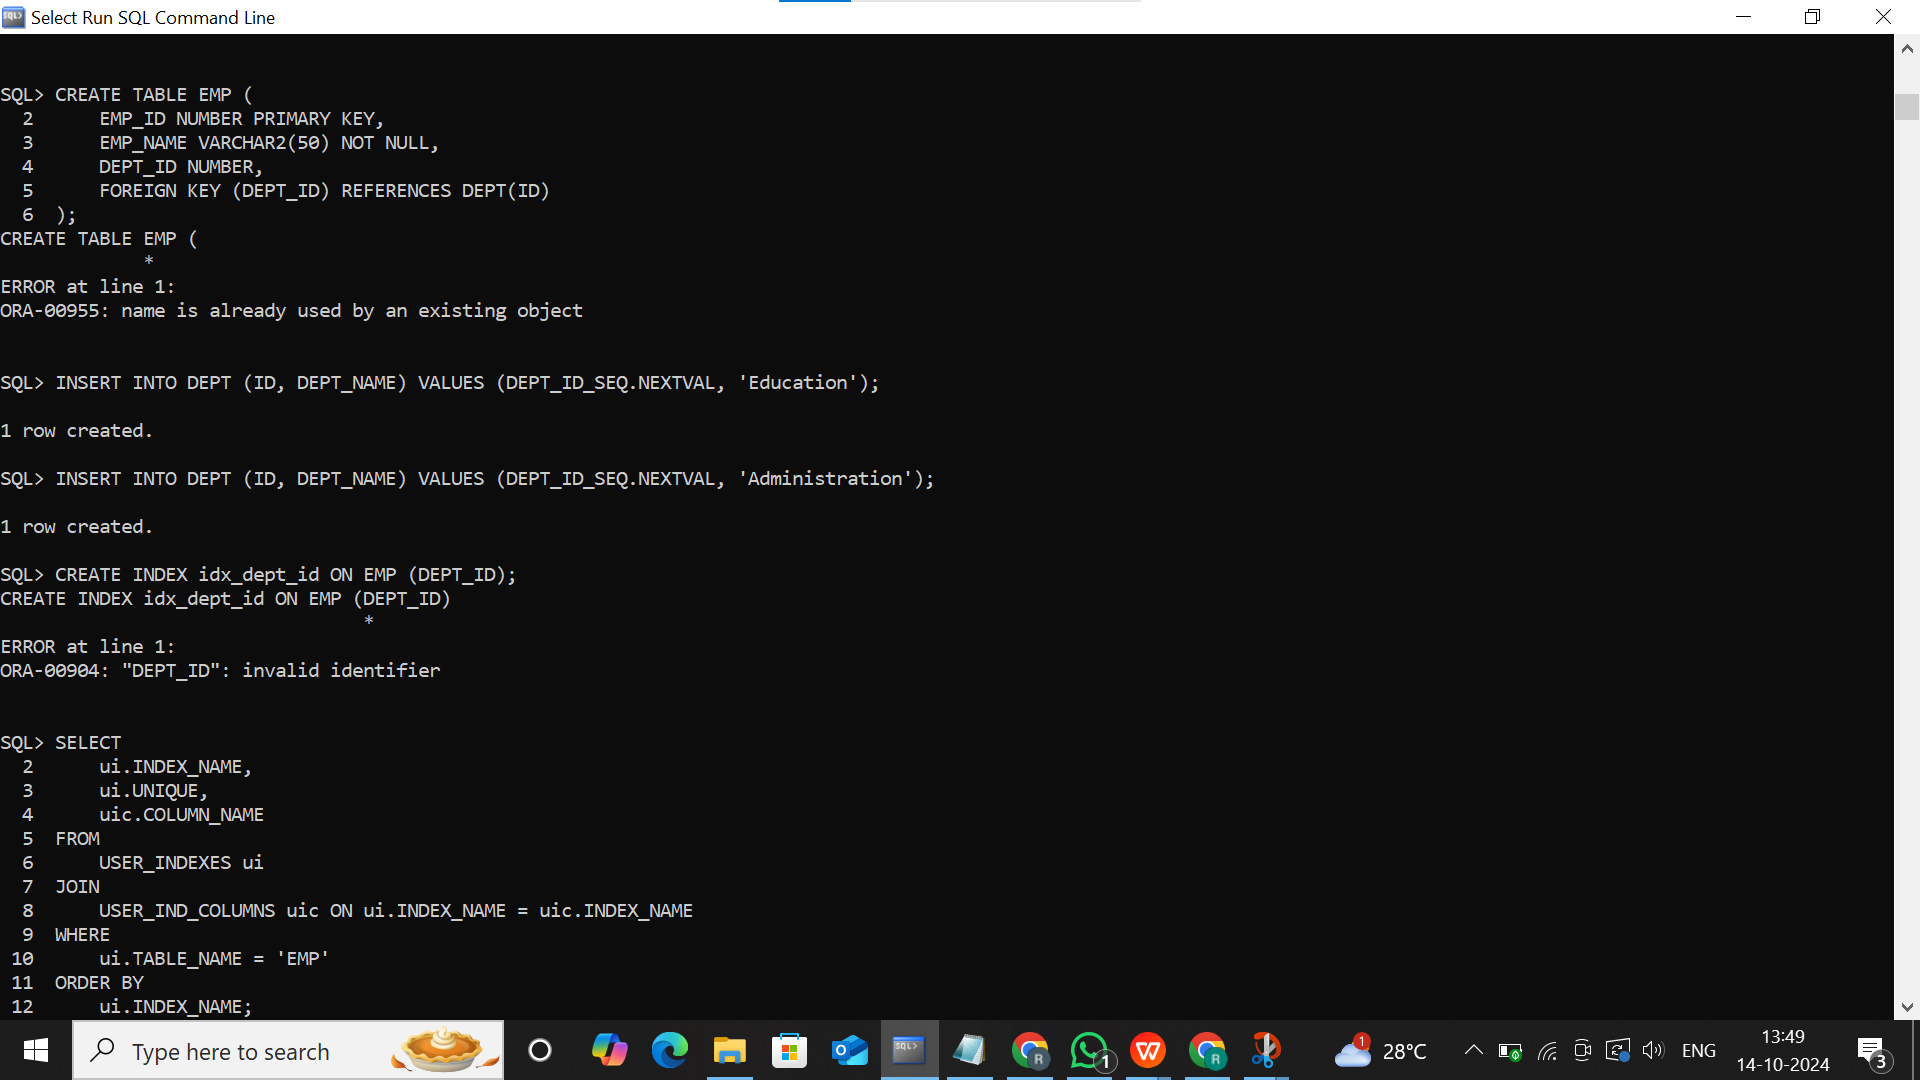 Select Run SQL Command Line
SQL> CREATE TABLE EMP (
  2      EMP_ID NUMBER PRIMARY KEY,
  3      EMP_NAME VARCHAR2(50) NOT NULL,
  4      DEPT_ID NUMBER,
  5      FOREIGN KEY (DEPT_ID) REFERENCES DEPT(ID)
  6  );
CREATE TABLE EMP (
             *
ERROR at line 1:
ORA-00955: name is already used by an existing object
SQL> INSERT INTO DEPT (ID, DEPT_NAME) VALUES (DEPT_ID_SEQ.NEXTVAL, 'Education');
1 row created.
SQL> INSERT INTO DEPT (ID, DEPT_NAME) VALUES (DEPT_ID_SEQ.NEXTVAL, 'Administration');
1 row created.
SQL> CREATE INDEX idx_dept_id ON EMP (DEPT_ID);
CREATE INDEX idx_dept_id ON EMP (DEPT_ID)
                                 *
ERROR at line 1:
ORA-00904: "DEPT_ID": invalid identifier
SQL> SELECT
  2      ui.INDEX_NAME,
  3      ui.UNIQUE,
  4      uic.COLUMN_NAME
  5  FROM
  6      USER_INDEXES ui
  7  JOIN
  8      USER_IND_COLUMNS uic ON ui.INDEX_NAME = uic.INDEX_NAME
  9  WHERE
 10      ui.TABLE_NAME = 'EMP'
 11  ORDER BY
 12      ui.INDEX_NAME;
Type here to search
R
1
W
R
1
28°C
ENG
13:49
14-10-2024
3